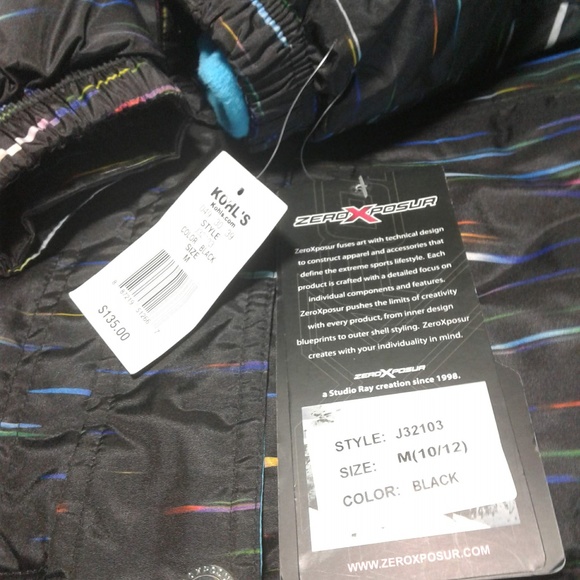 KOHL'S
Kohls.com
STYLE
COLOR BLACK
SIZE
M
$135.00
ZEROXPOSUR
ZeroXposur fuses art with technical design
to construct apparel and accessories that
define the extreme sports lifestyle. Each
product is crafted with a detailed focus on
individual components and features.
ZeroXposur pushes the limits of creativity
with every product, from inner design
blueprints to outer shell styling. ZeroXposur
creates with your individuality in mind.
ZEROXPOSUR
a Studio Ray creation since 1998.
STYLE: J32103
SIZE: M(10/12)
COLOR: BLACK
WWW.ZEROXPOSUR.COM